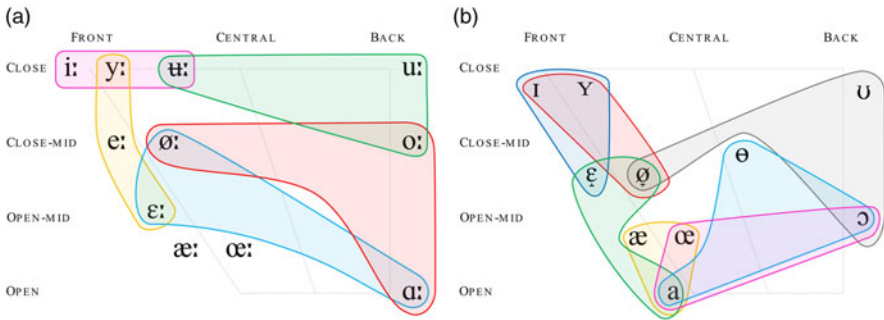 (a)
FRONT CENTRAL BACK
CLOSE iː yː ʉː uː
CLOSE-MID eː øː oː
OPEN-MID ɛː
æː œː
OPEN ɑː
(b)
FRONT CENTRAL BACK
CLOSE
ɪ ʏ ʊ
CLOSE-MID
ɵ
ɛ̝ ø̞
OPEN-MID ɔ
æ œ
OPEN a